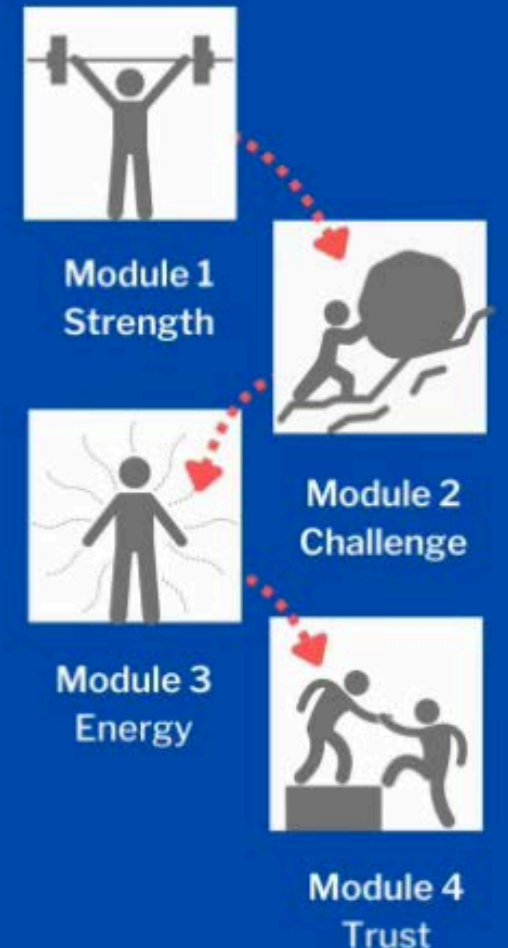 Module 1
Strength
Module 2
Challenge
Module 3
Energy
Module 4
Trust